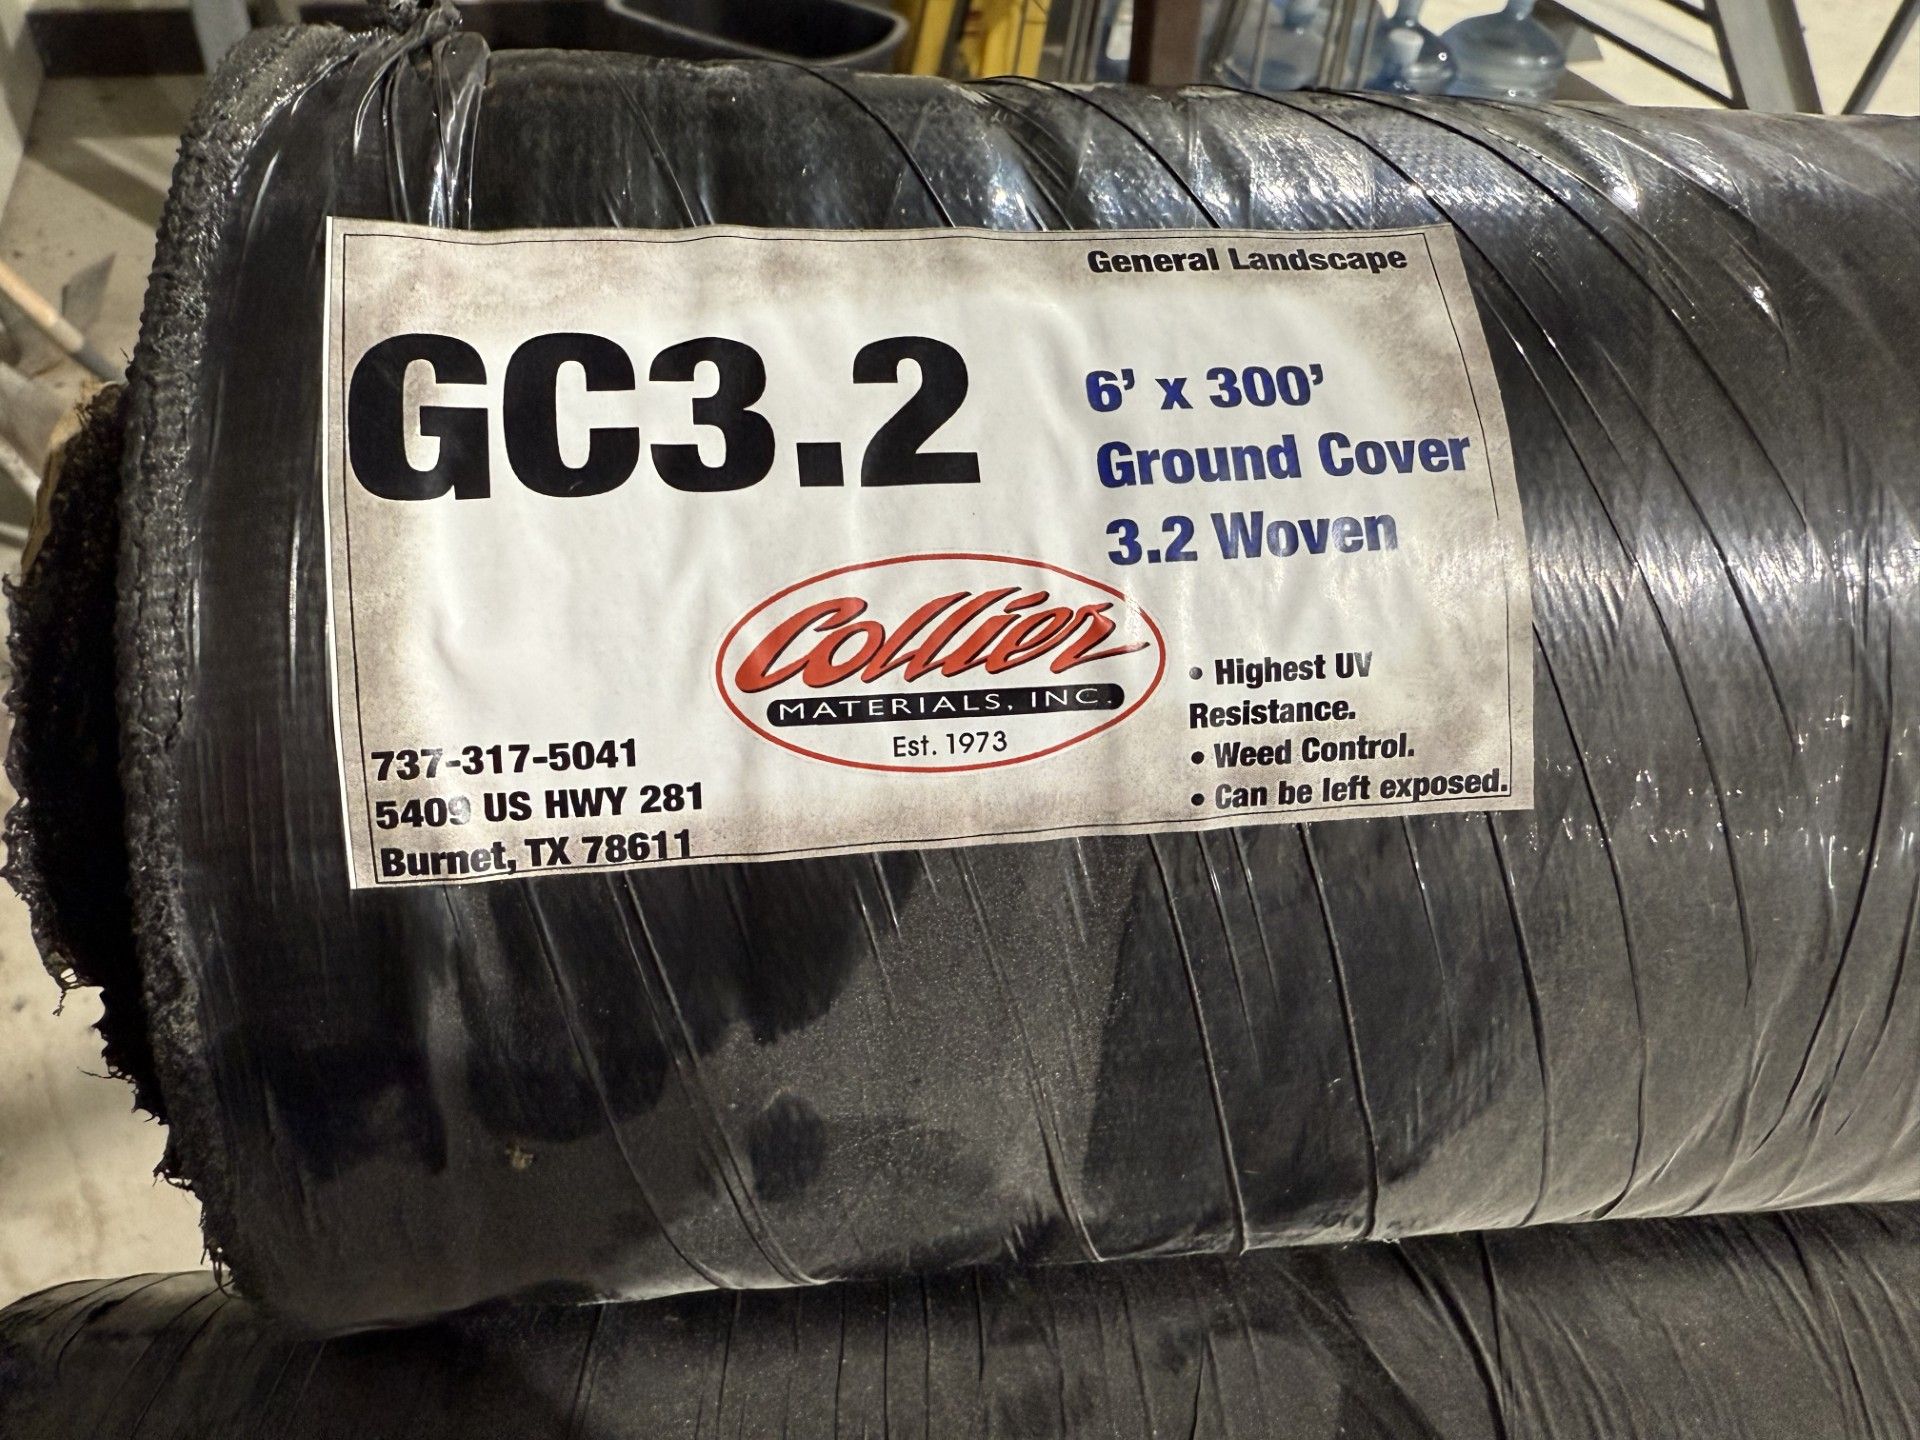 General Landscape
GC3.2
6' x 300'
Ground Cover
3.2 Woven
Collier
MATERIALS, INC.
Est. 1973
• Highest UV
Resistance.
• Weed Control.
• Can be left exposed.
737-317-5041
5409 US HWY 281
Burnet, TX 78611